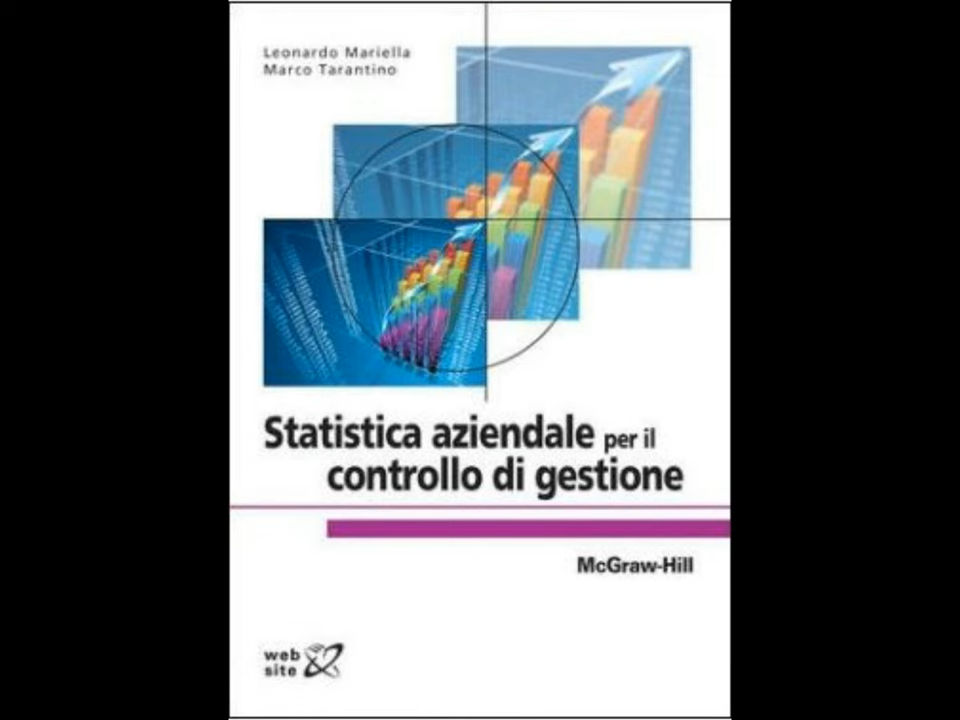 Leonardo Mariella
Marco Tarantino
Statistica aziendale per il
controllo di gestione
McGraw-Hill
web
site